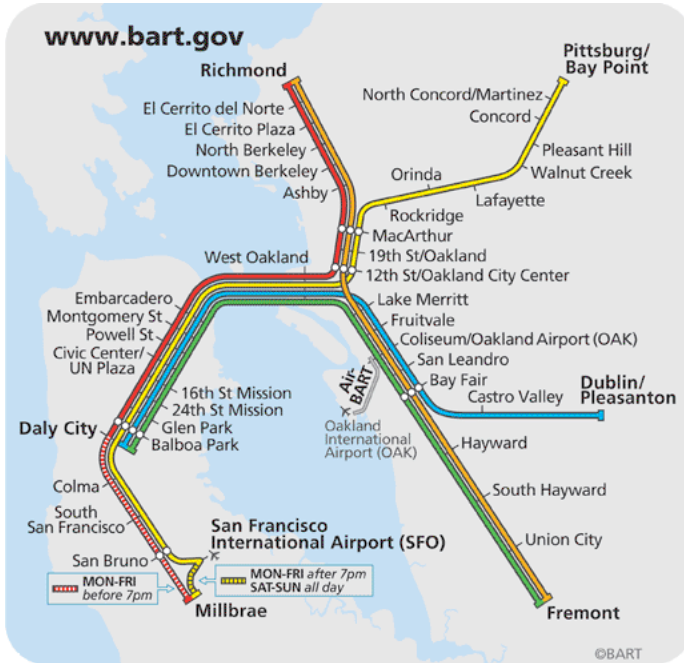 www.bart.gov
Richmond
Pittsburg/
Bay Point
El Cerrito del Norte
El Cerrito Plaza
North Berkeley
Downtown Berkeley
Ashby
North Concord/Martinez
Concord
Pleasant Hill
Walnut Creek
Orinda
Lafayette
Rockridge
MacArthur
19th St/Oakland
12th St/Oakland City Center
West Oakland
Lake Merritt
Fruitvale
Coliseum/Oakland Airport (OAK)
San Leandro
Bay Fair
Castro Valley
Dublin/
Pleasanton
Embarcadero
Montgomery St
Powell St
Civic Center/
UN Plaza
16th St Mission
24th St Mission
Glen Park
Balboa Park
Daly City
Air-
BART
Oakland
International
Airport (OAK)
Hayward
South Hayward
Union City
Fremont
Colma
South
San Francisco
San Bruno
San Francisco
International Airport (SFO)
MON-FRI
before 7pm
MON-FRI after 7pm
SAT-SUN all day
Millbrae
©BART